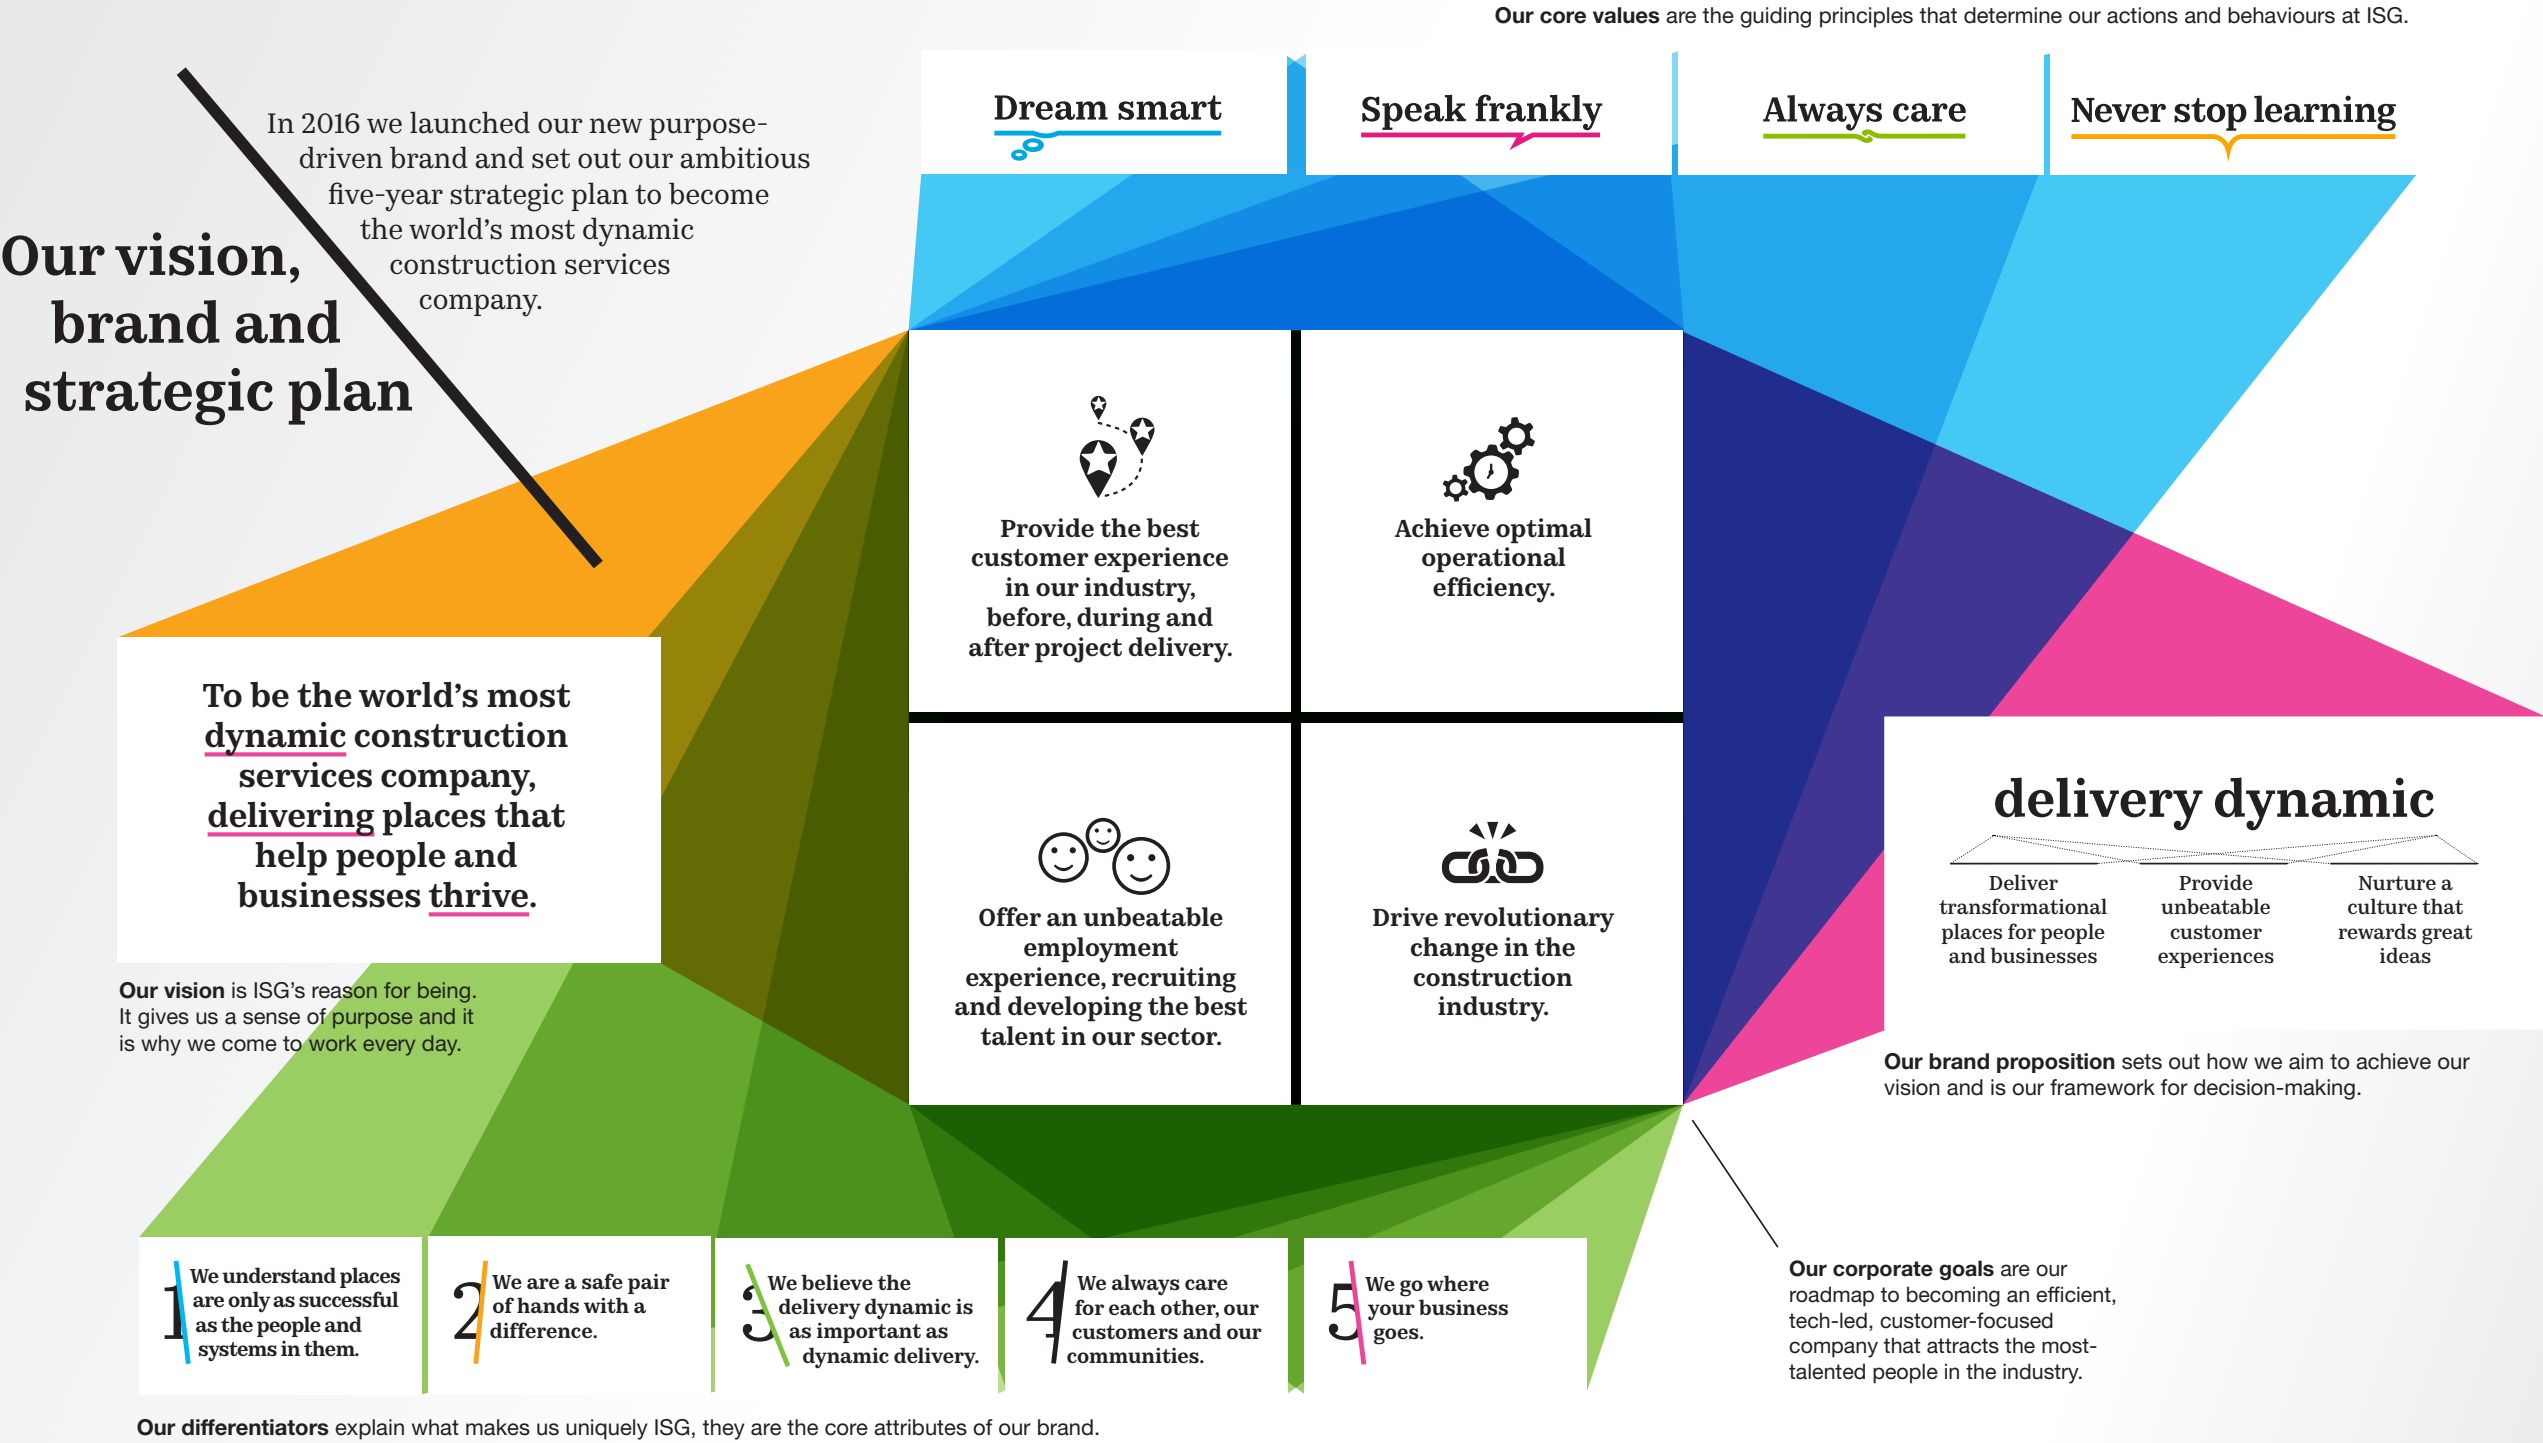 Our core values are the guiding principles that determine our actions and behaviours at ISG.
Dream smart
Speak frankly
Always care
Never stop learning
Our vision,
brand and
strategic plan
In 2016 we launched our new purpose-
driven brand and set out our ambitious
five-year strategic plan to become
the world’s most dynamic
construction services
company.
Provide the best
customer experience
in our industry,
before, during and
after project delivery.
Achieve optimal
operational
efficiency.
Offer an unbeatable
employment
experience, recruiting
and developing the best
talent in our sector.
Drive revolutionary
change in the
construction
industry.
To be the world’s most
dynamic construction
services company,
delivering places that
help people and
businesses thrive.
Our vision is ISG’s reason for being.
It gives us a sense of purpose and it
is why we come to work every day.
delivery dynamic
Deliver
transformational
places for people
and businesses
Provide
unbeatable
customer
experiences
Nurture a
culture that
rewards great
ideas
Our brand proposition sets out how we aim to achieve our
vision and is our framework for decision-making.
1
We understand places
are only as successful
as the people and
systems in them.
2
We are a safe pair
of hands with a
difference.
3
We believe the
delivery dynamic is
as important as
dynamic delivery.
4
We always care
for each other, our
customers and our
communities.
5
We go where
your business
goes.
Our corporate goals are our
roadmap to becoming an efficient,
tech-led, customer-focused
company that attracts the most-
talented people in the industry.
Our differentiators explain what makes us uniquely ISG, they are the core attributes of our brand.